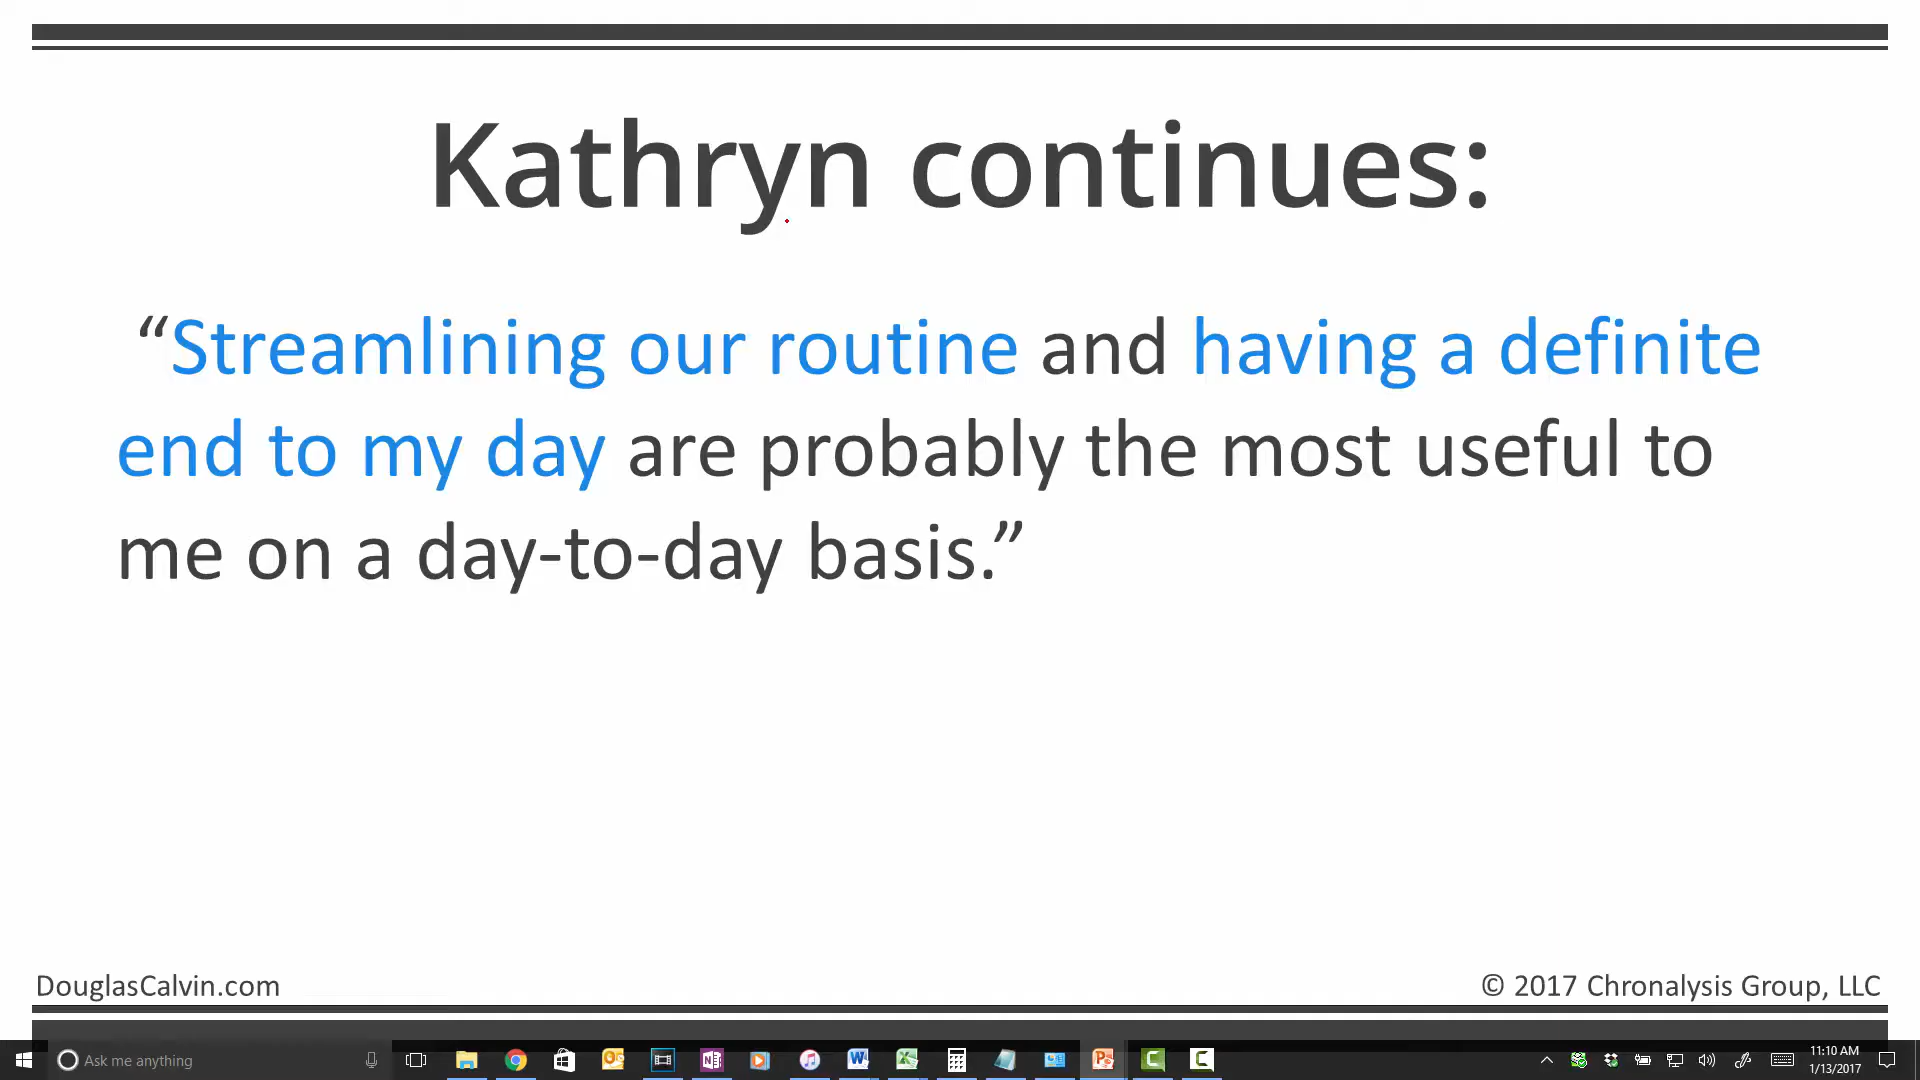 Kathryn continues:
“Streamlining our routine and having a definite
end to my day are probably the most useful to
me on a day-to-day basis.”
DouglasCalvin.com
© 2017 Chronalysis Group, LLC
Ask me anything
11:10 AM
1/13/2017